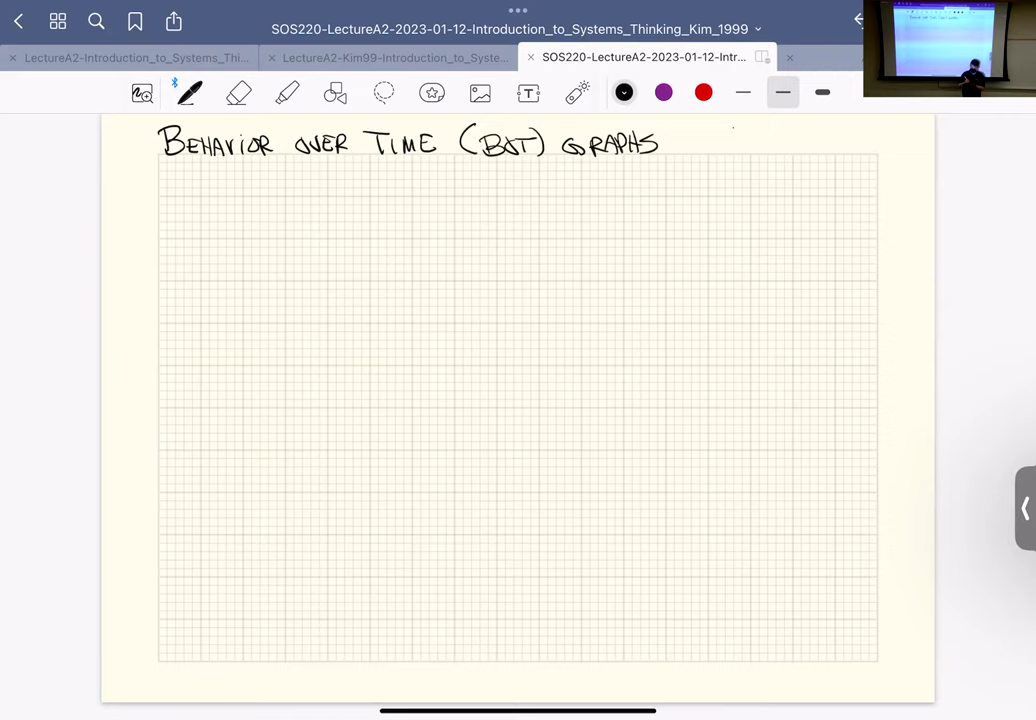 SOS220-LectureA2-2023-01-12-Introduction_to_Systems_Thinking_Kim_1999
LectureA2-Introduction_to_Systems_Thi...
LectureA2-Kim99-Introduction_to_Syste...
SOS220-LectureA2-2023-01-12-Intr...
BEHAVIOR OVER TIME (BOT) GRAPHS